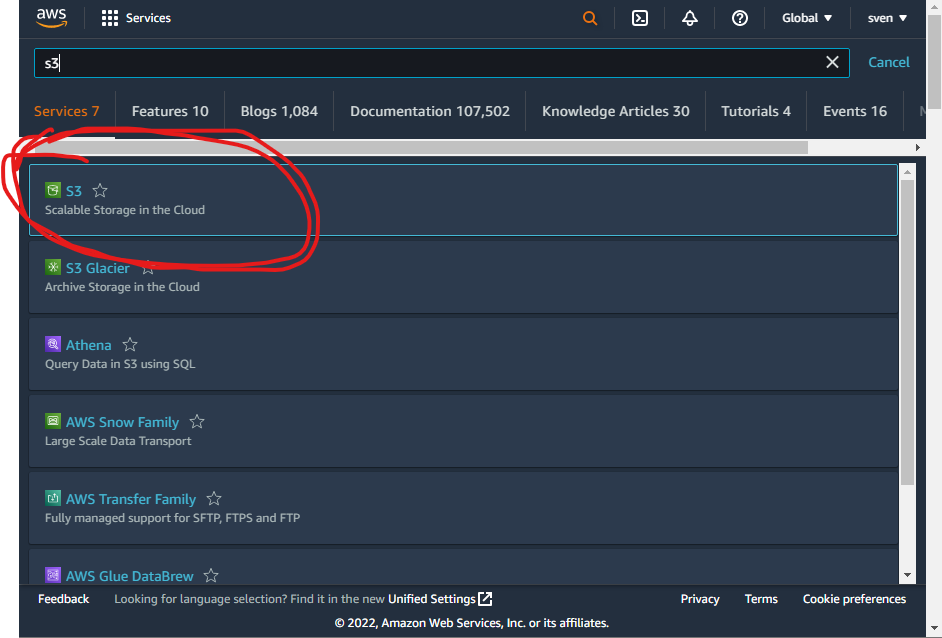 aws Services Global sven
s3 Cancel
Services 7 Features 10 Blogs 1,084 Documentation 107,502 Knowledge Articles 30 Tutorials 4 Events 16
S3
Scalable Storage in the Cloud
S3 Glacier
Archive Storage in the Cloud
Athena
Query Data in S3 using SQL
AWS Snow Family
Large Scale Data Transport
AWS Transfer Family
Fully managed support for SFTP, FTPS and FTP
AWS Glue DataBrew
Feedback Looking for language selection? Find it in the new Unified Settings Privacy Terms Cookie preferences
© 2022, Amazon Web Services, Inc. or its affiliates.